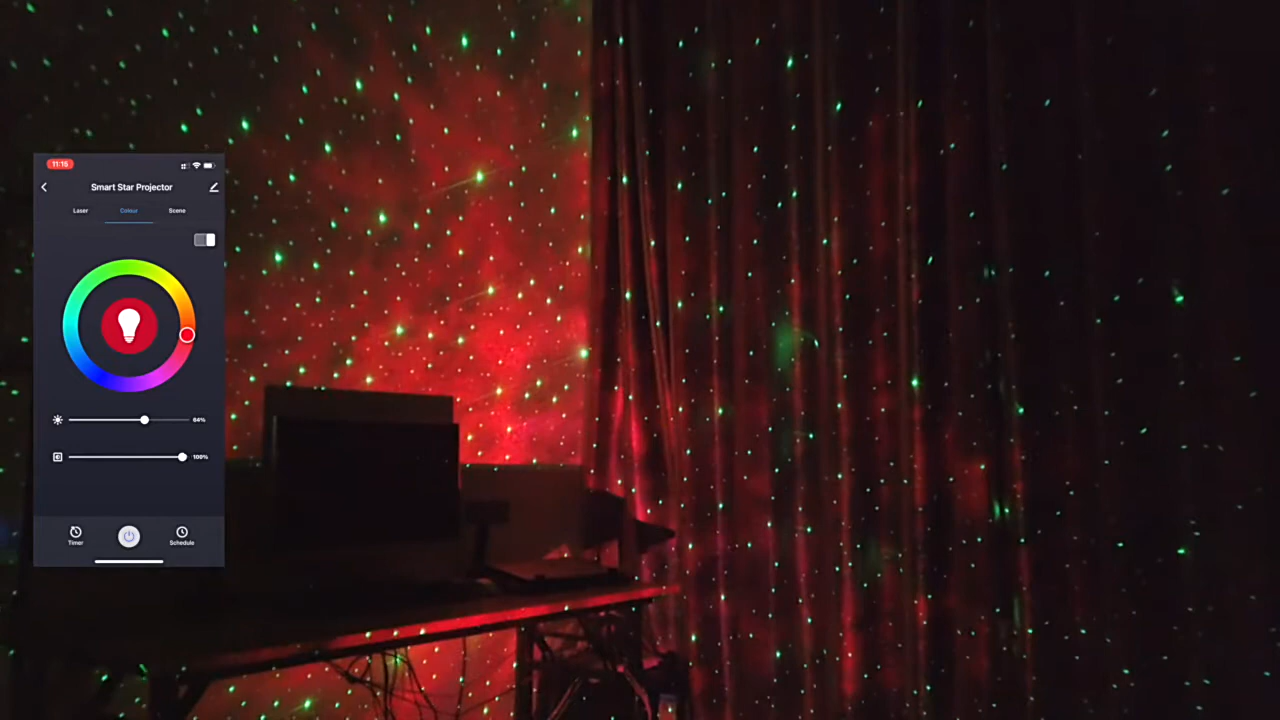 11:16
Smart Star Projector
Laser Colour Scene
64%
100%
Timer Schedule